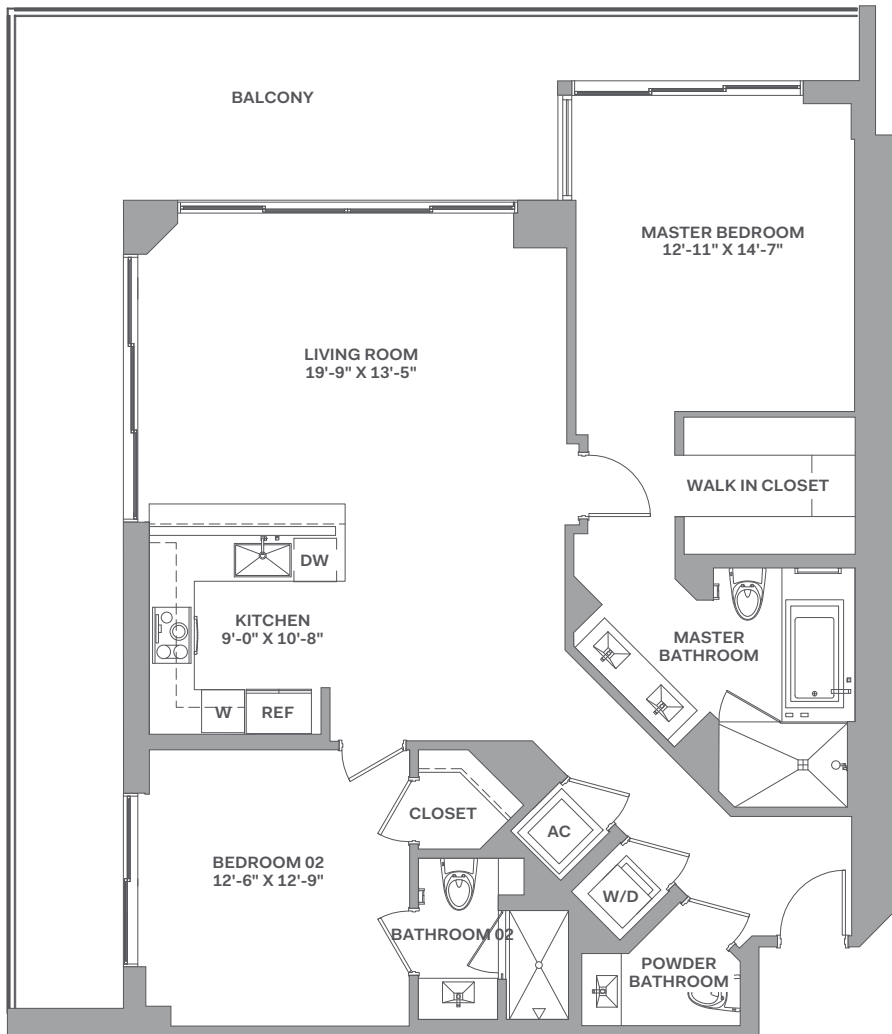 BALCONY
MASTER BEDROOM
12'-11" X 14'-7"
LIVING ROOM
19'-9" X 13'-5"
WALK IN CLOSET
DW
KITCHEN
9'-0" X 10'-8"
MASTER
BATHROOM
W
REF
CLOSET
AC
BEDROOM 02
12'-6" X 12'-9"
W/D
BATHROOM 02
POWDER
BATHROOM